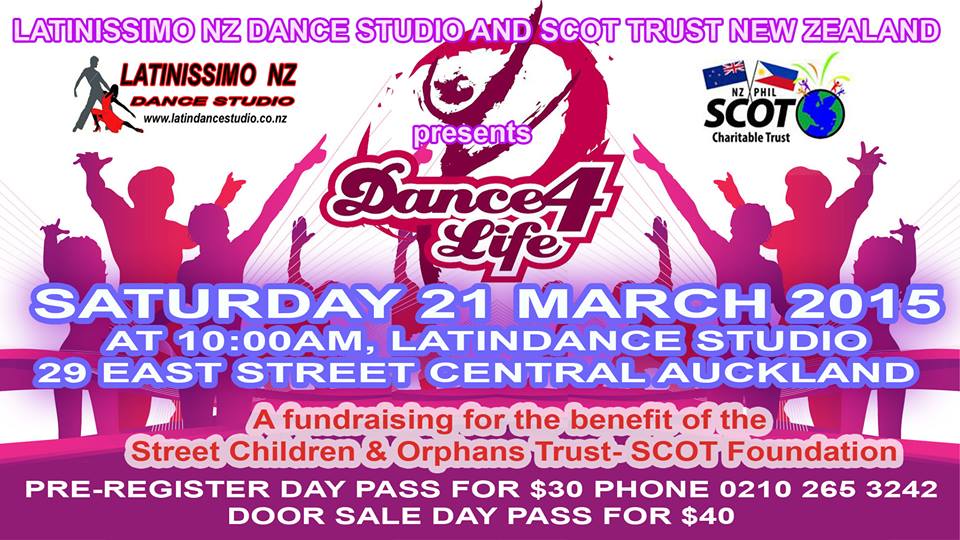 LATINISSIMO NZ DANCE STUDIO AND SCOT TRUST NEW ZEALAND
LATINISSIMO NZ
DANCE STUDIO
www.latindancestudio.co.nz
NZ PHIL
SCOT
Charitable Trust
presents
Dance4
Life
SATURDAY 21 MARCH 2015
AT 10:00AM, LATINDANCE STUDIO
29 EAST STREET CENTRAL AUCKLAND
A fundraising for the benefit of the
Street Children & Orphans Trust- SCOT Foundation
PRE-REGISTER DAY PASS FOR $30 PHONE 0210 265 3242
DOOR SALE DAY PASS FOR $40